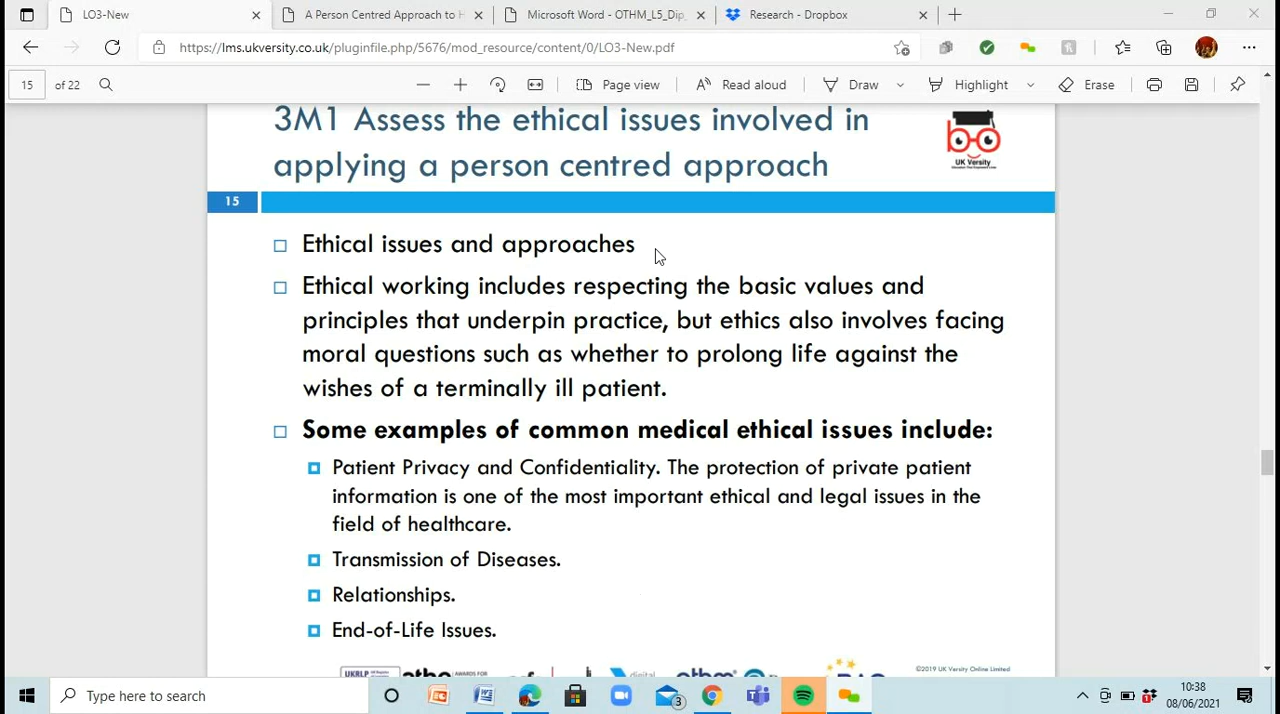 LO3-New
A Person Centred Approach to H
Microsoft Word - OTHM_L5_Dip
Research - Dropbox
https://lms.ukversity.co.uk/pluginfile.php/5676/mod_resource/content/0/LO3-New.pdf
15 of 22 Page view Read aloud Draw Highlight Erase
3M1 Assess the ethical issues involved in
applying a person centred approach
UK Versity
15
Ethical issues and approaches
Ethical working includes respecting the basic values and
principles that underpin practice, but ethics also involves facing
moral questions such as whether to prolong life against the
wishes of a terminally ill patient.
Some examples of common medical ethical issues include:
Patient Privacy and Confidentiality. The protection of private patient
information is one of the most important ethical and legal issues in the
field of healthcare.
Transmission of Diseases.
Relationships.
End-of-Life Issues.
UKRLP
AWARDS FOR
digital
©2019 UK Versity Online Limited
Type here to search
3
10:38
08/06/2021